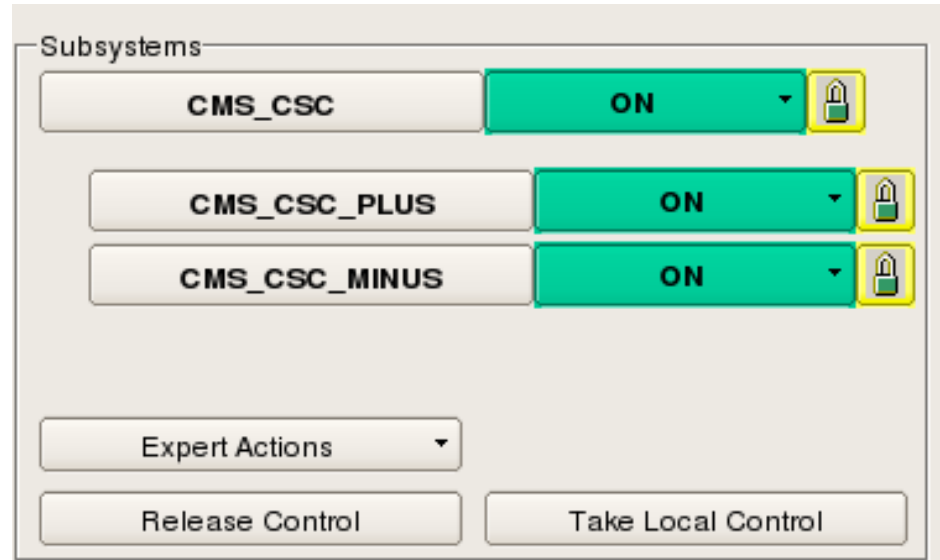 Subsystems
CMS_CSC ON
CMS_CSC_PLUS ON
CMS_CSC_MINUS ON
Expert Actions
Release Control Take Local Control